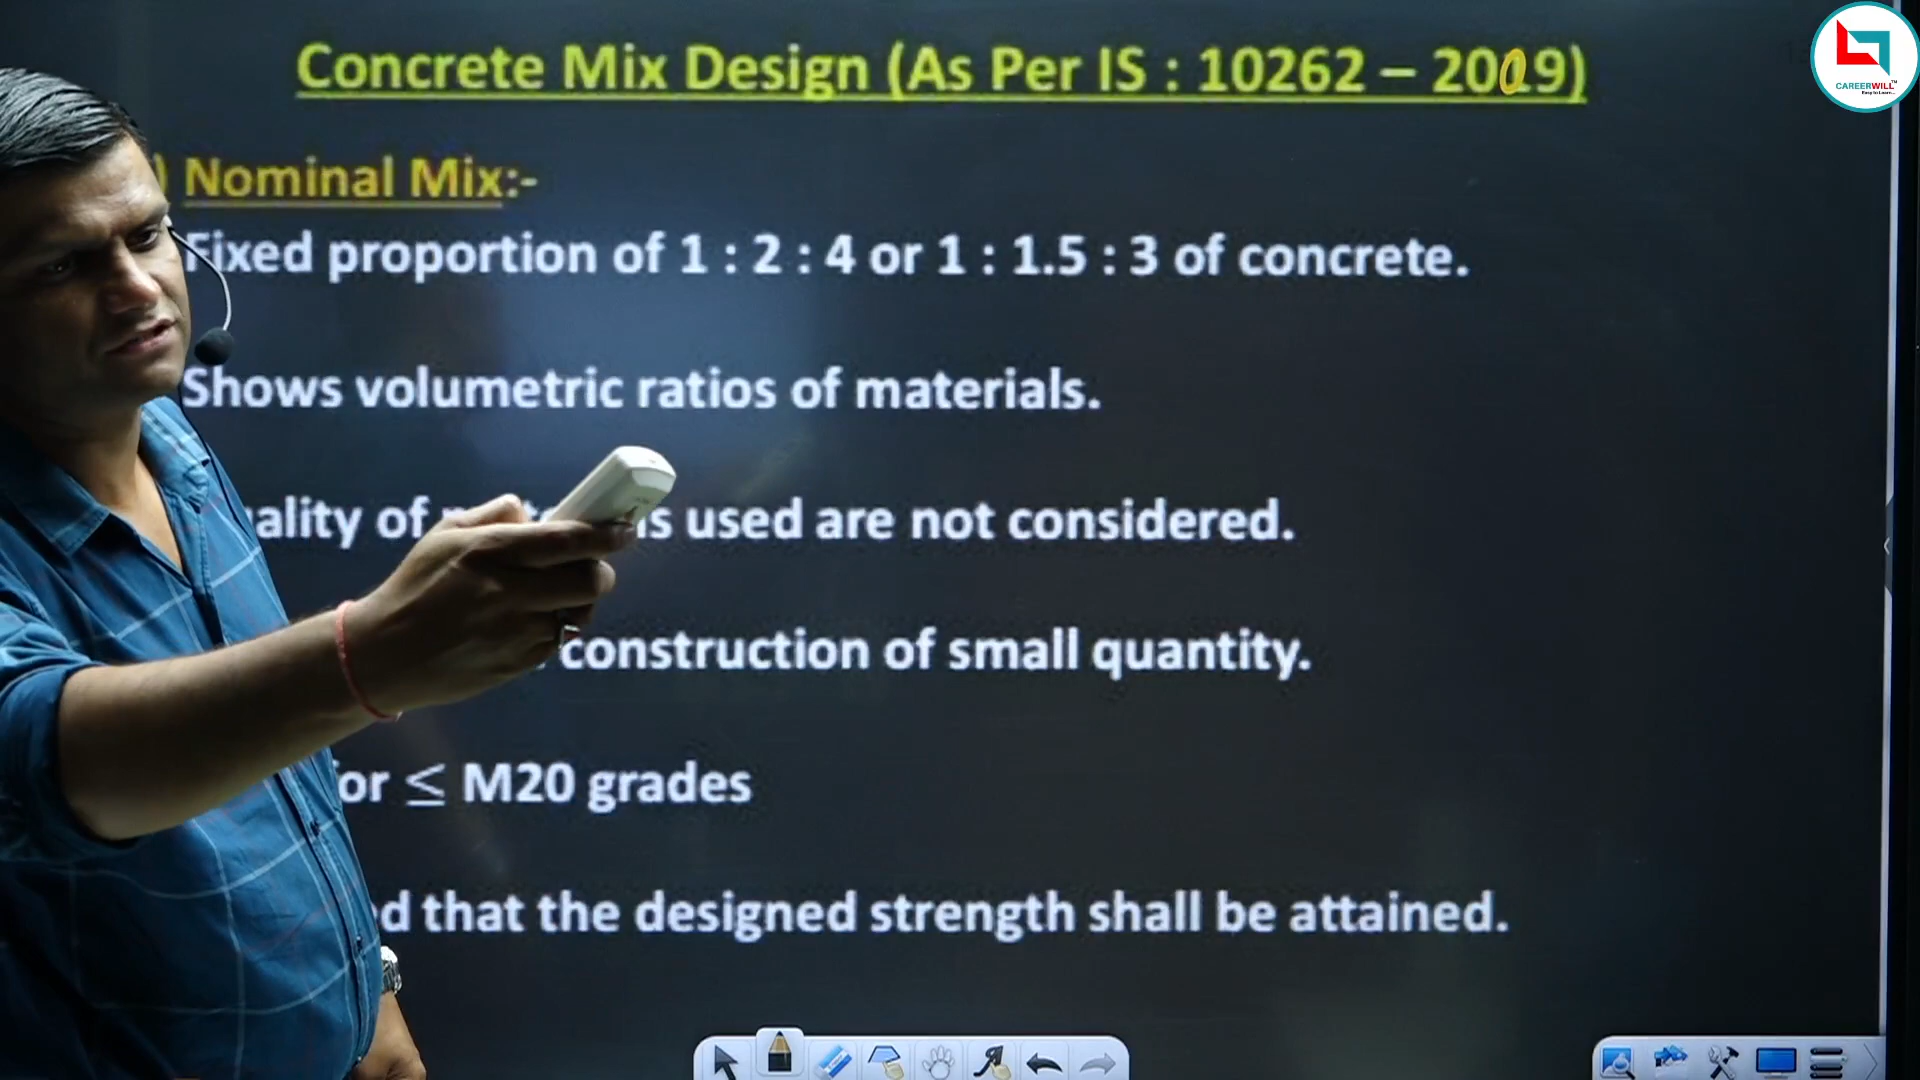 CAREERWILL
Concrete Mix Design (As Per IS : 10262 – 2009)
) Nominal Mix:-
Fixed proportion of 1 : 2 : 4 or 1 : 1.5 : 3 of concrete.
Shows volumetric ratios of materials.
ality of used are not considered.
construction of small quantity.
for ≤ M20 grades
that the designed strength shall be attained.